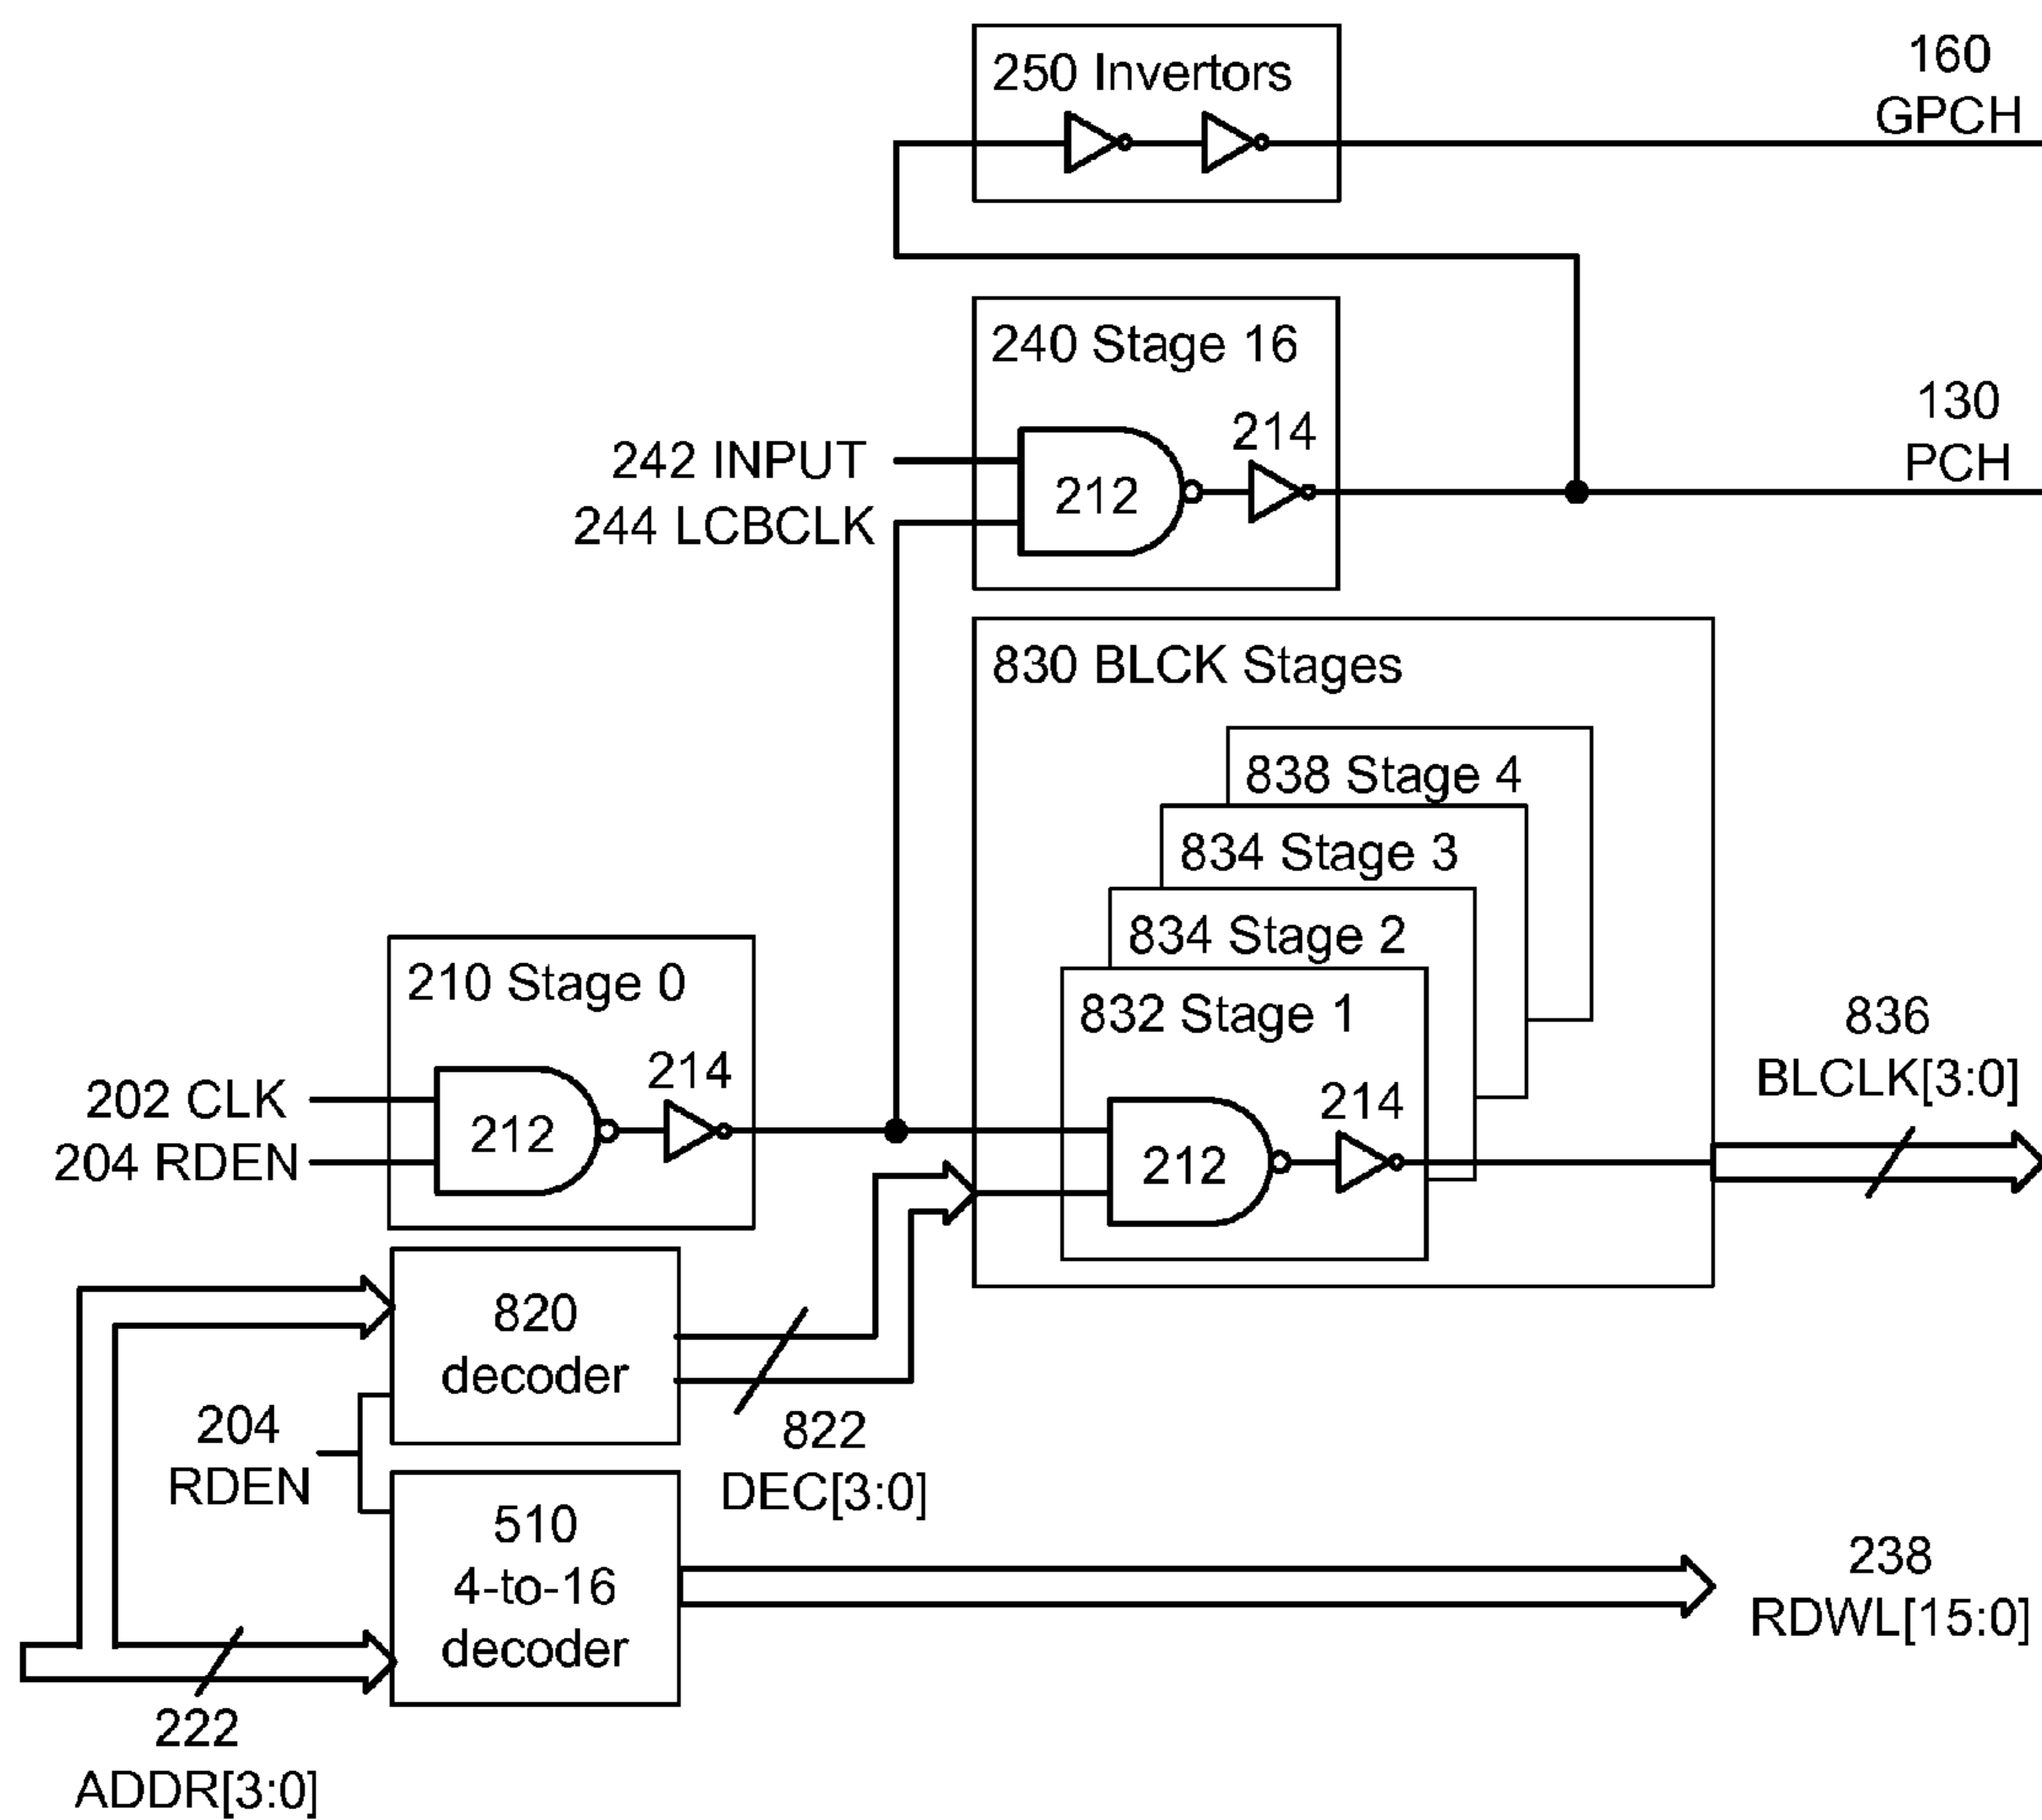 250 Invertors
160
GPCH
240 Stage 16
214
212
242 INPUT
244 LCBCLK
130
PCH
830 BLCK Stages
838 Stage 4
834 Stage 3
834 Stage 2
832 Stage 1
214
212
210 Stage 0
214
212
202 CLK
204 RDEN
836
BLCLK[3:0]
820
decoder
204
RDEN
822
DEC[3:0]
510
4-to-16
decoder
238
RDWL[15:0]
222
ADDR[3:0]